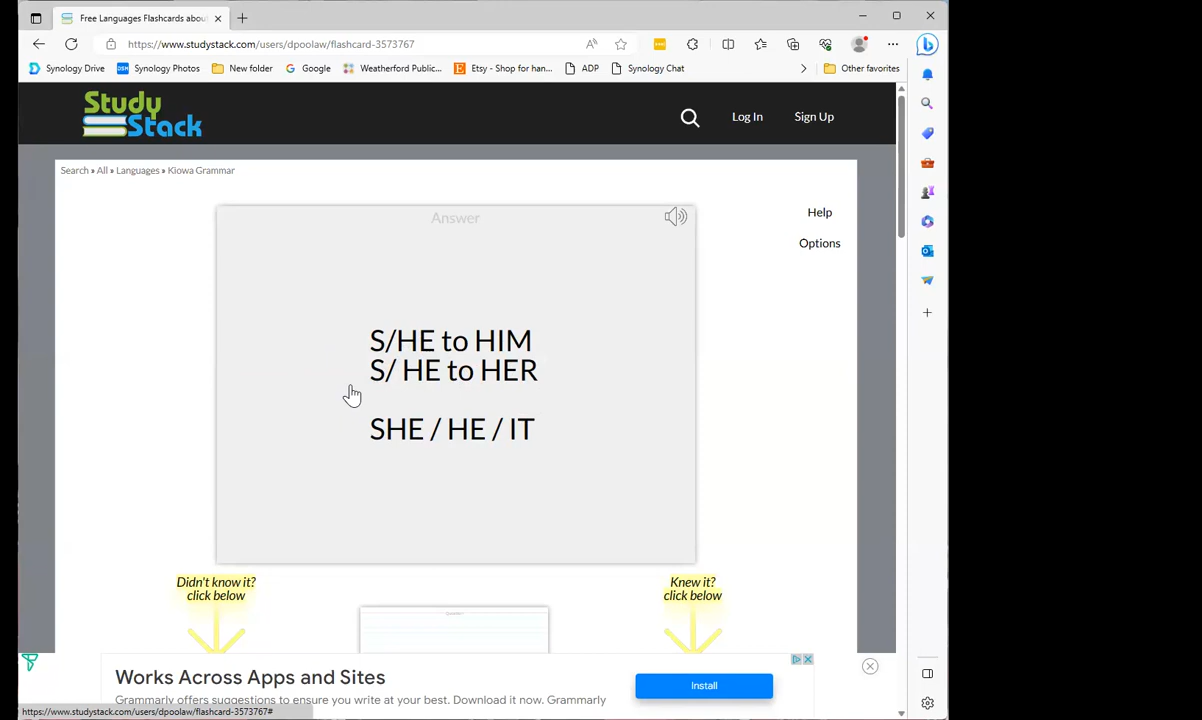 Free Languages Flashcards abou
https://www.studystack.com/users/dpoolaw/flashcard-3573767
Synology Drive
DSM Synology Photos
New folder
Google
Weatherford Public...
Etsy - Shop for han...
ADP
Synology Chat
Other favorites
Study
Stack
Log In
Sign Up
Search » All » Languages » Kiowa Grammar
Help
Options
Answer
S/HE to HIM
S/ HE to HER
SHE / HE / IT
Didn't know it?
click below
Knew it?
click below
Works Across Apps and Sites
Grammarly offers suggestions to ensure you write at your best. Download it now. Grammarly
Install
https://www.studystack.com/users/dpoolaw/flashcard-3573767#